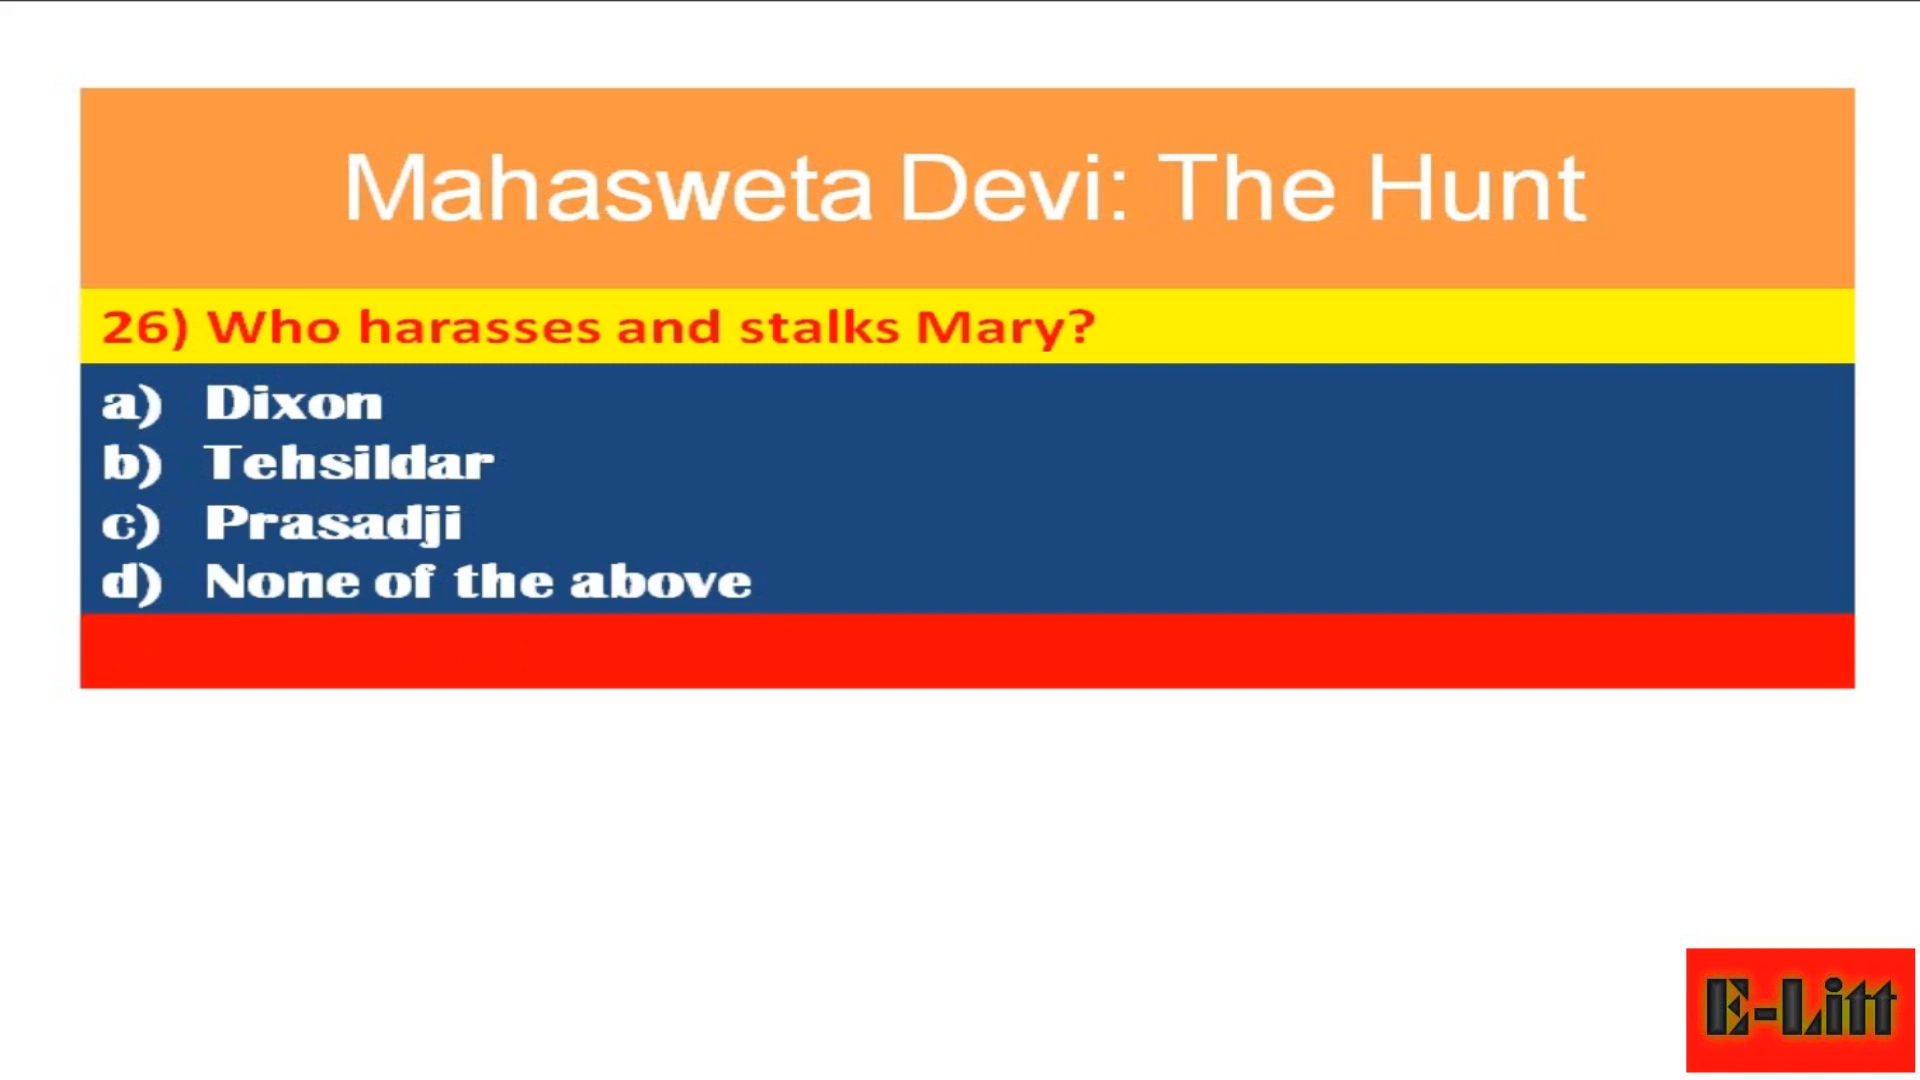 Mahasweta Devi: The Hunt
26) Who harasses and stalks Mary?
a) Dixon
b) Tehsildar
c) Prasadji
d) None of the above
E-Litt